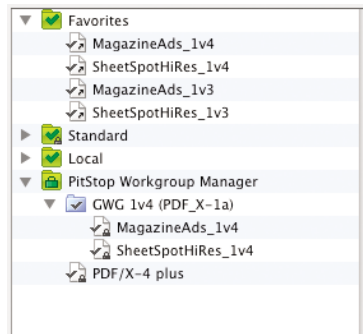 Favorites
MagazineAds_1v4
SheetSpotHiRes_1v4
MagazineAds_1v3
SheetSpotHiRes_1v3
Standard
Local
PitStop Workgroup Manager
GWG 1v4 (PDF_X-1a)
MagazineAds_1v4
SheetSpotHiRes_1v4
PDF/X-4 plus